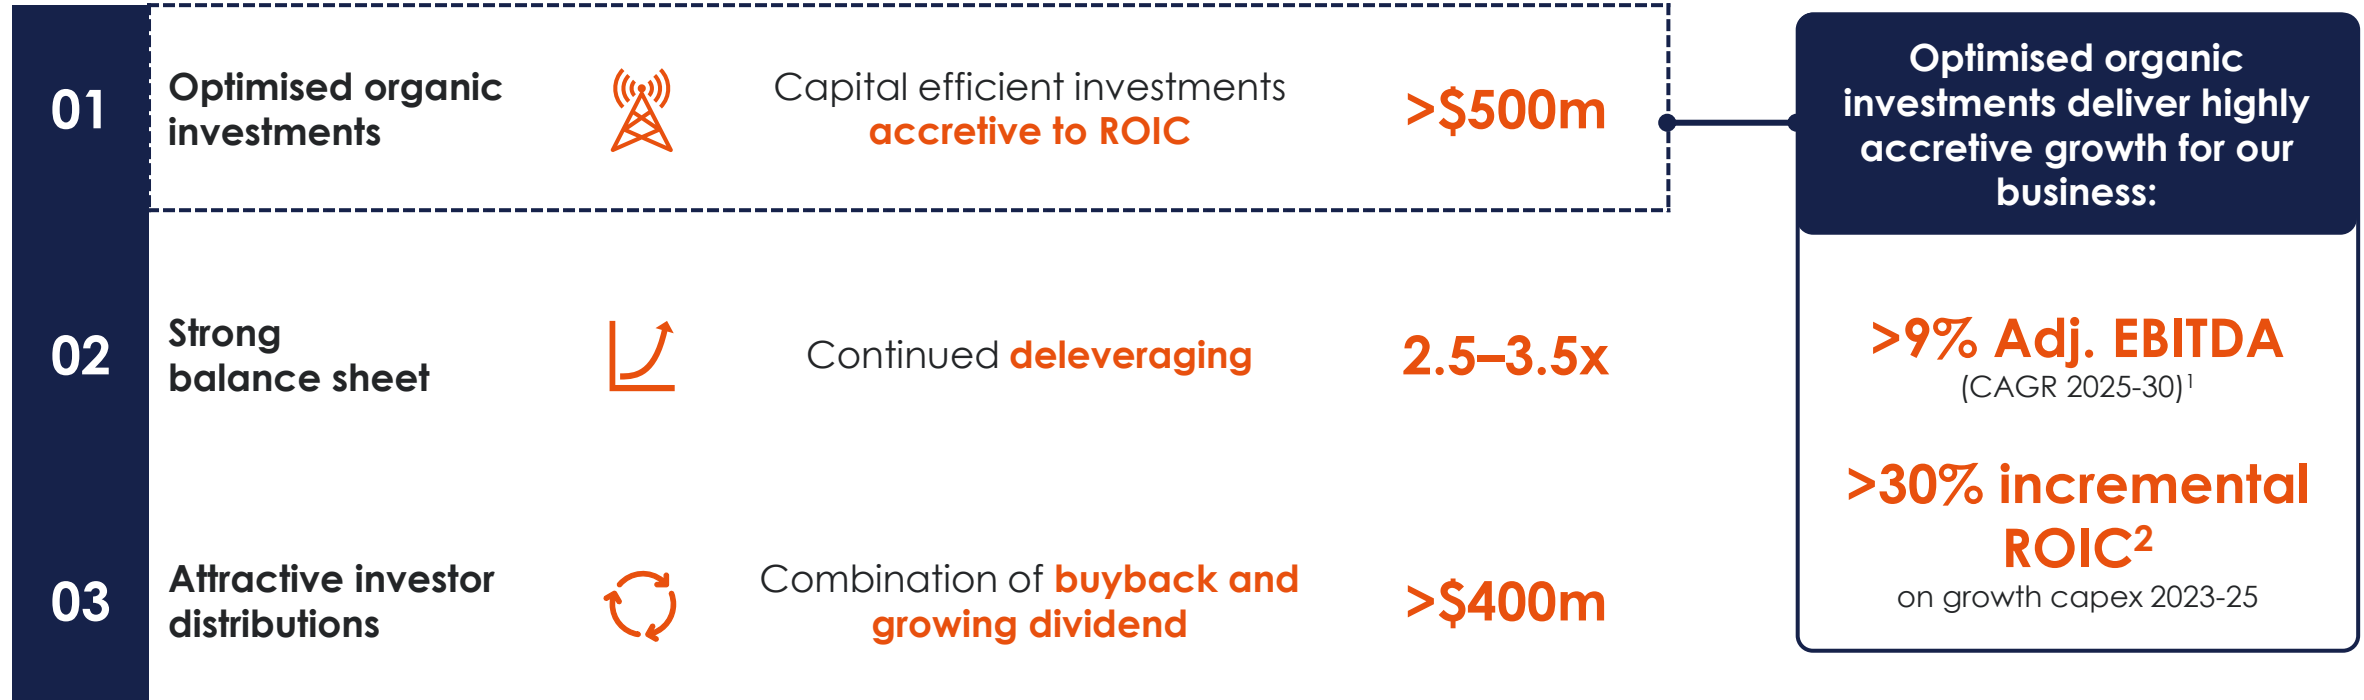 01
Optimised organic
investments
Capital efficient investments
accretive to ROIC
>$500m
02
Strong
balance sheet
Continued deleveraging
2.5–3.5x
03
Attractive investor
distributions
Combination of buyback and
growing dividend
>$400m
Optimised organic
investments deliver highly
accretive growth for our
business:
>9% Adj. EBITDA
(CAGR 2025-30)¹
>30% incremental
ROIC²
on growth capex 2023-25